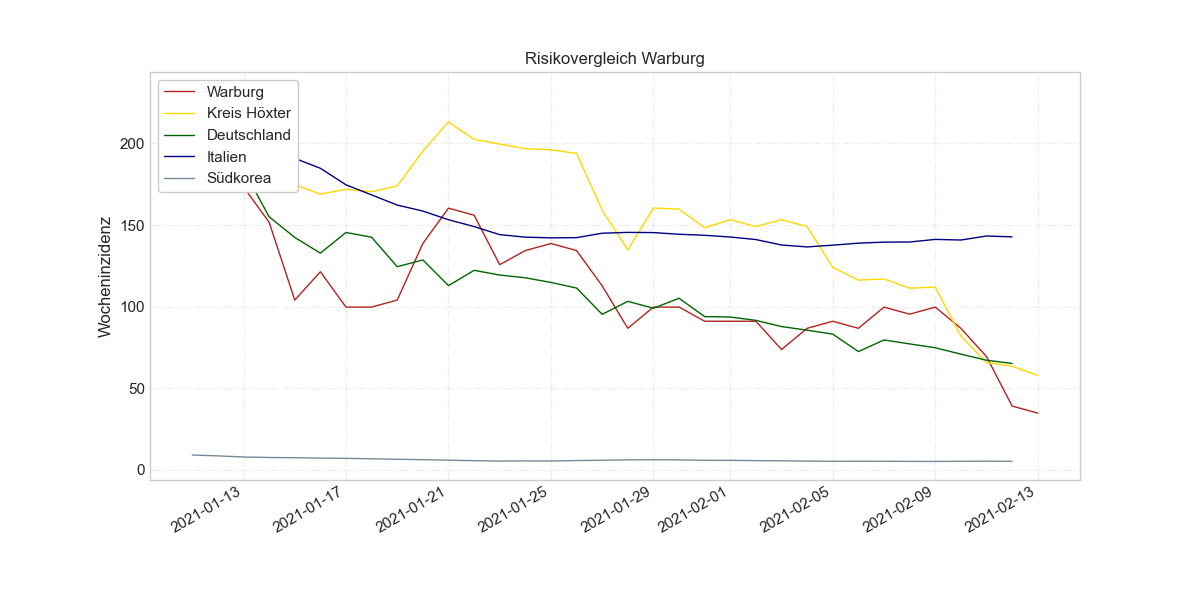 Risikovergleich Warburg
Warburg
Kreis Höxter
Deutschland
Italien
Südkorea
Wocheninzidenz
200
150
100
50
0
2021-01-13
2021-01-17
2021-01-21
2021-01-25
2021-01-29
2021-02-01
2021-02-05
2021-02-09
2021-02-13